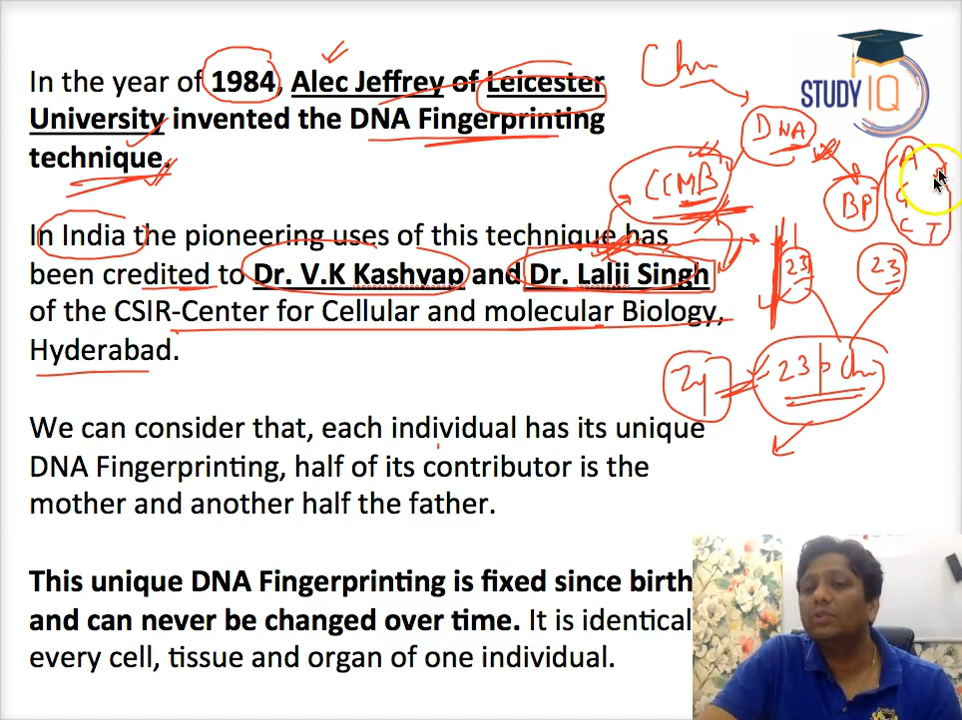 In the year of 1984, Alec Jeffrey of Leicester
University invented the DNA Fingerprinting
technique.
In India the pioneering uses of this technique has
been credited to Dr. V.K Kashvap and Dr. Lalii Singh
of the CSIR-Center for Cellular and molecular Biology,
Hyderabad.
We can consider that, each individual has its unique
DNA Fingerprinting, half of its contributor is the
mother and another half the father.
This unique DNA Fingerprinting is fixed since birth
and can never be changed over time. It is identical
every cell, tissue and organ of one individual.
STUDY IQ
Chm
DNA
CCMB
BP
A
G
C T
23
23
23 p Chm
Zy